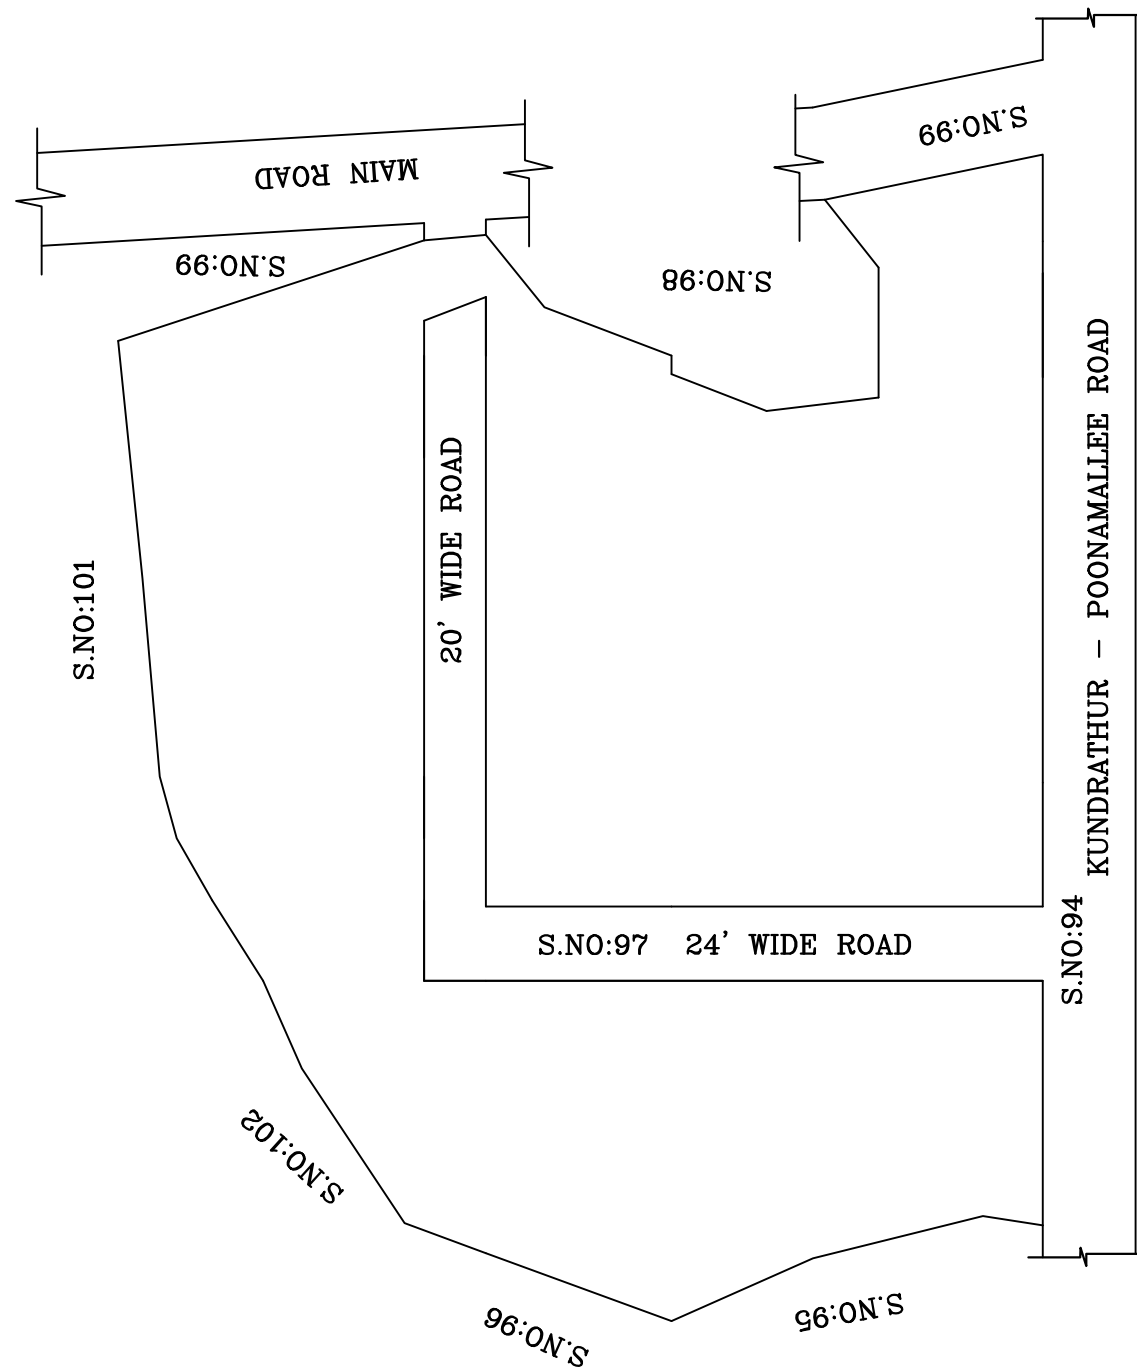 S.NO:99
MAIN ROAD
S.NO:99
S.NO:98
20' WIDE ROAD
S.NO:101
KUNDRATHUR - POONAMALLEE ROAD
S.NO:94
S.NO:97 24' WIDE ROAD
S.NO:102
S.NO:96
S.NO:95